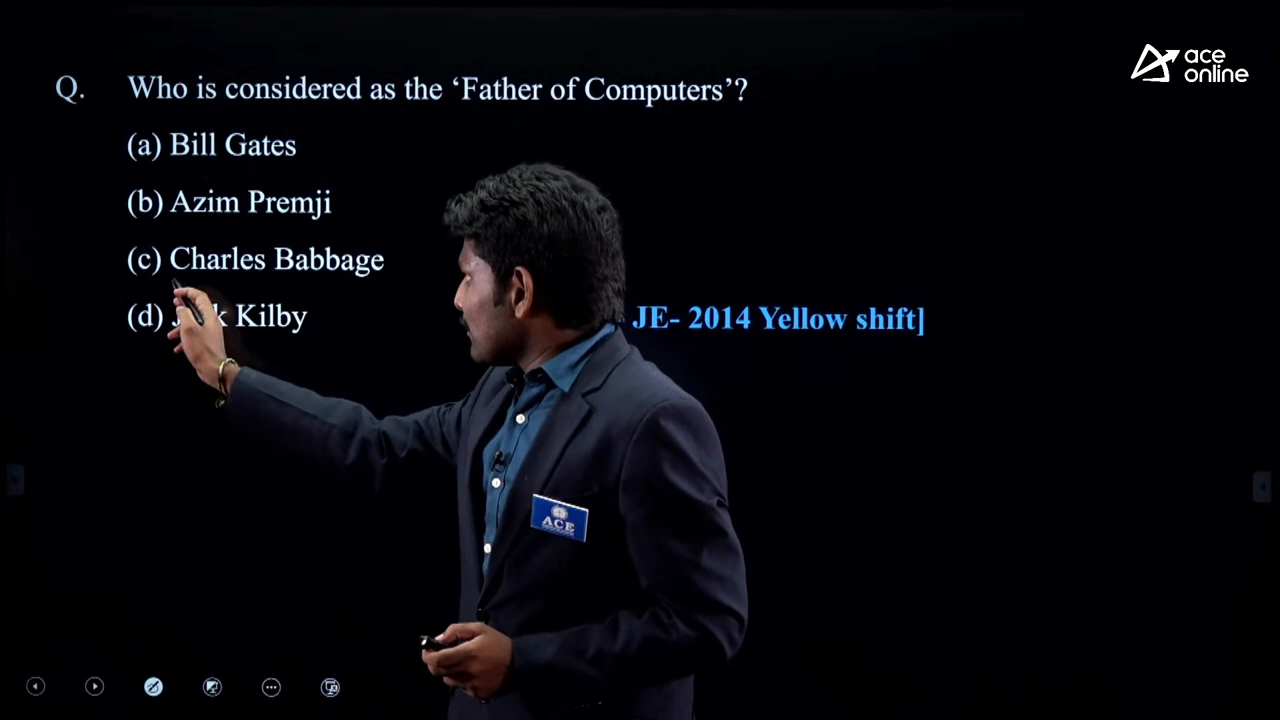 ace
online
Q. Who is considered as the ‘Father of Computers’?
(a) Bill Gates
(b) Azim Premji
(c) Charles Babbage
(d) Kilby
JE- 2014 Yellow shift]
ACE